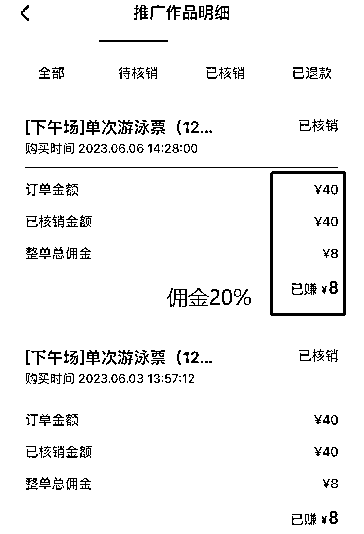 推广作品明细
全部 待核销 已核销 已退款
[下午场]单次游泳票（12... 已核销
购买时间 2023.06.06 14:28:00
订单金额 ¥40
已核销金额 ¥40
整单总佣金 ¥8
已赚 ¥8
佣金20%
[下午场]单次游泳票（12... 已核销
购买时间 2023.06.03 13:57:12
订单金额 ¥40
已核销金额 ¥40
整单总佣金 ¥8
已赚 ¥8